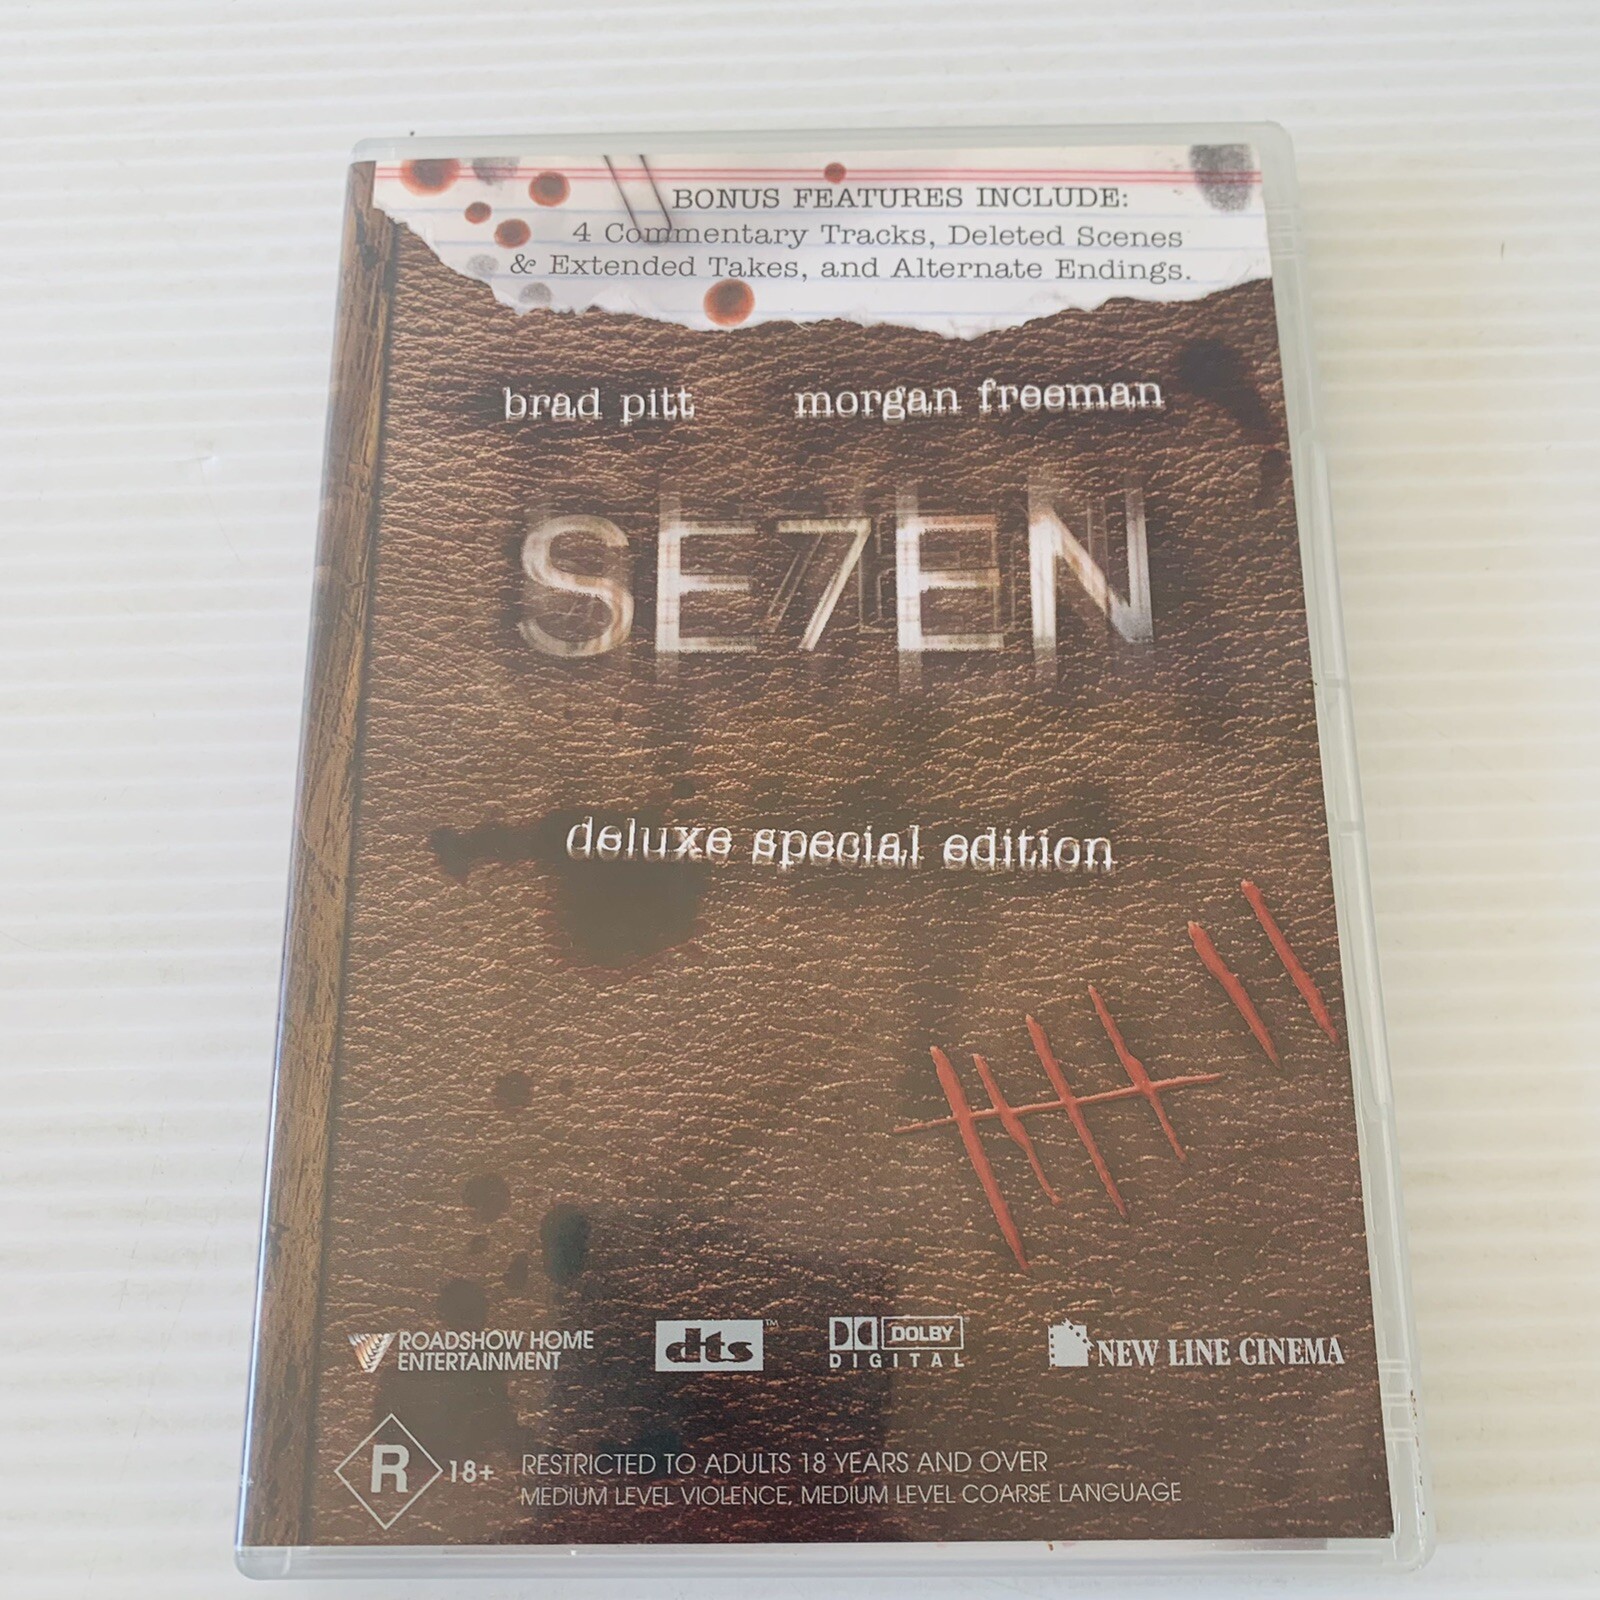 BONUS FEATURES INCLUDE:
4 Commentary Tracks, Deleted Scenes
& Extended Takes, and Alternate Endings.
brad pitt morgan freeman
SE7EN
deluxe special edition
ROADSHOW HOME
ENTERTAINMENT
dts™
DOLBY
DIGITAL
NEW LINE CINEMA
R 18+
RESTRICTED TO ADULTS 18 YEARS AND OVER
MEDIUM LEVEL VIOLENCE, MEDIUM LEVEL COARSE LANGUAGE